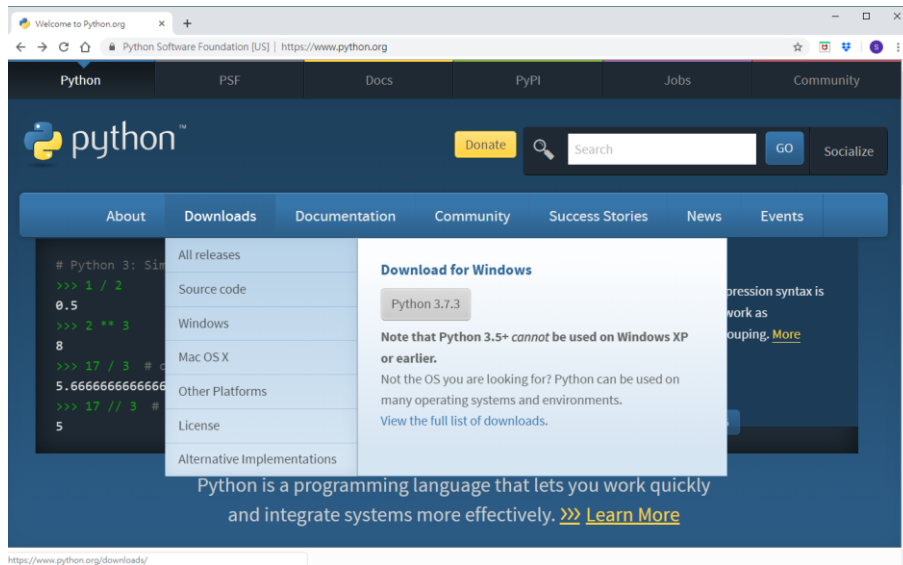 Welcome to Python.org
Python Software Foundation [US] | https://www.python.org
Python PSF Docs PyPI Jobs Community
python™
Donate Search GO Socialize
About Downloads Documentation Community Success Stories News Events
# Python 3: Sim
>>> 1 / 2
0.5
>>> 2 ** 3
8
>>> 17 / 3 # c
5.6666666666666
>>> 17 // 3 #
5
All releases
Source code
Windows
Mac OS X
Other Platforms
License
Alternative Implementations
Download for Windows
Python 3.7.3
Note that Python 3.5+ cannot be used on Windows XP
or earlier.
Not the OS you are looking for? Python can be used on
many operating systems and environments.
View the full list of downloads.
pression syntax is
work as
ouping. More
Python is a programming language that lets you work quickly
and integrate systems more effectively. >>> Learn More
https://www.python.org/downloads/